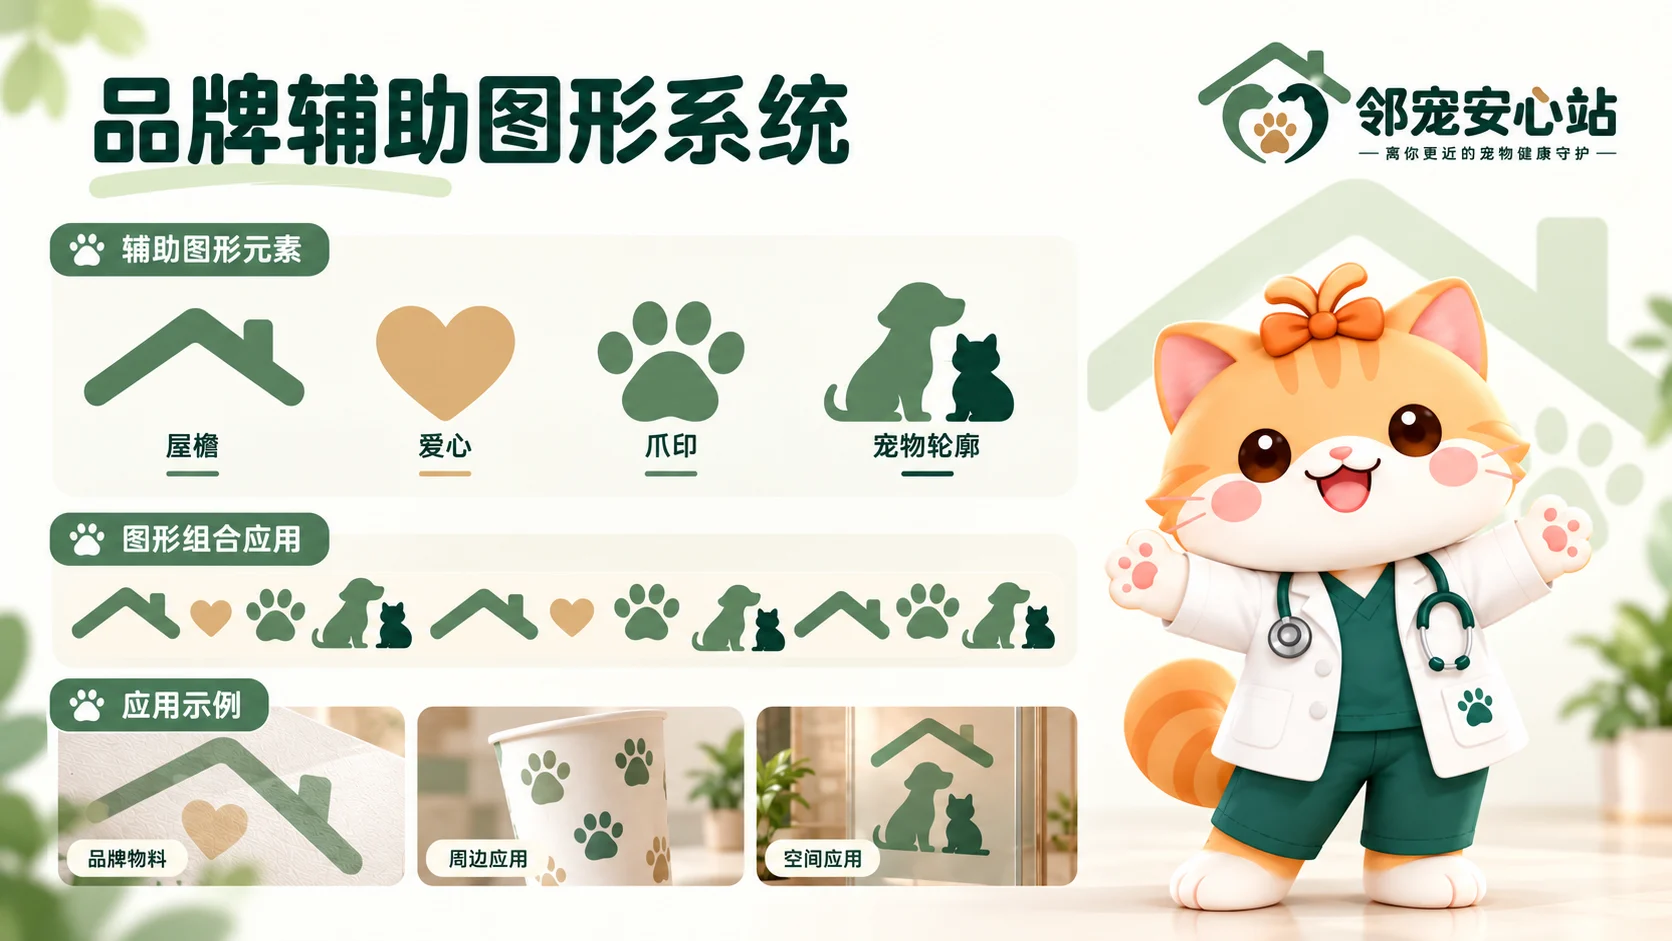 品牌辅助图形系统
邻宠安心站
离你更近的宠物健康守护
辅助图形元素
屋檐
爱心
爪印
宠物轮廓
图形组合应用
应用示例
品牌物料
周边应用
空间应用